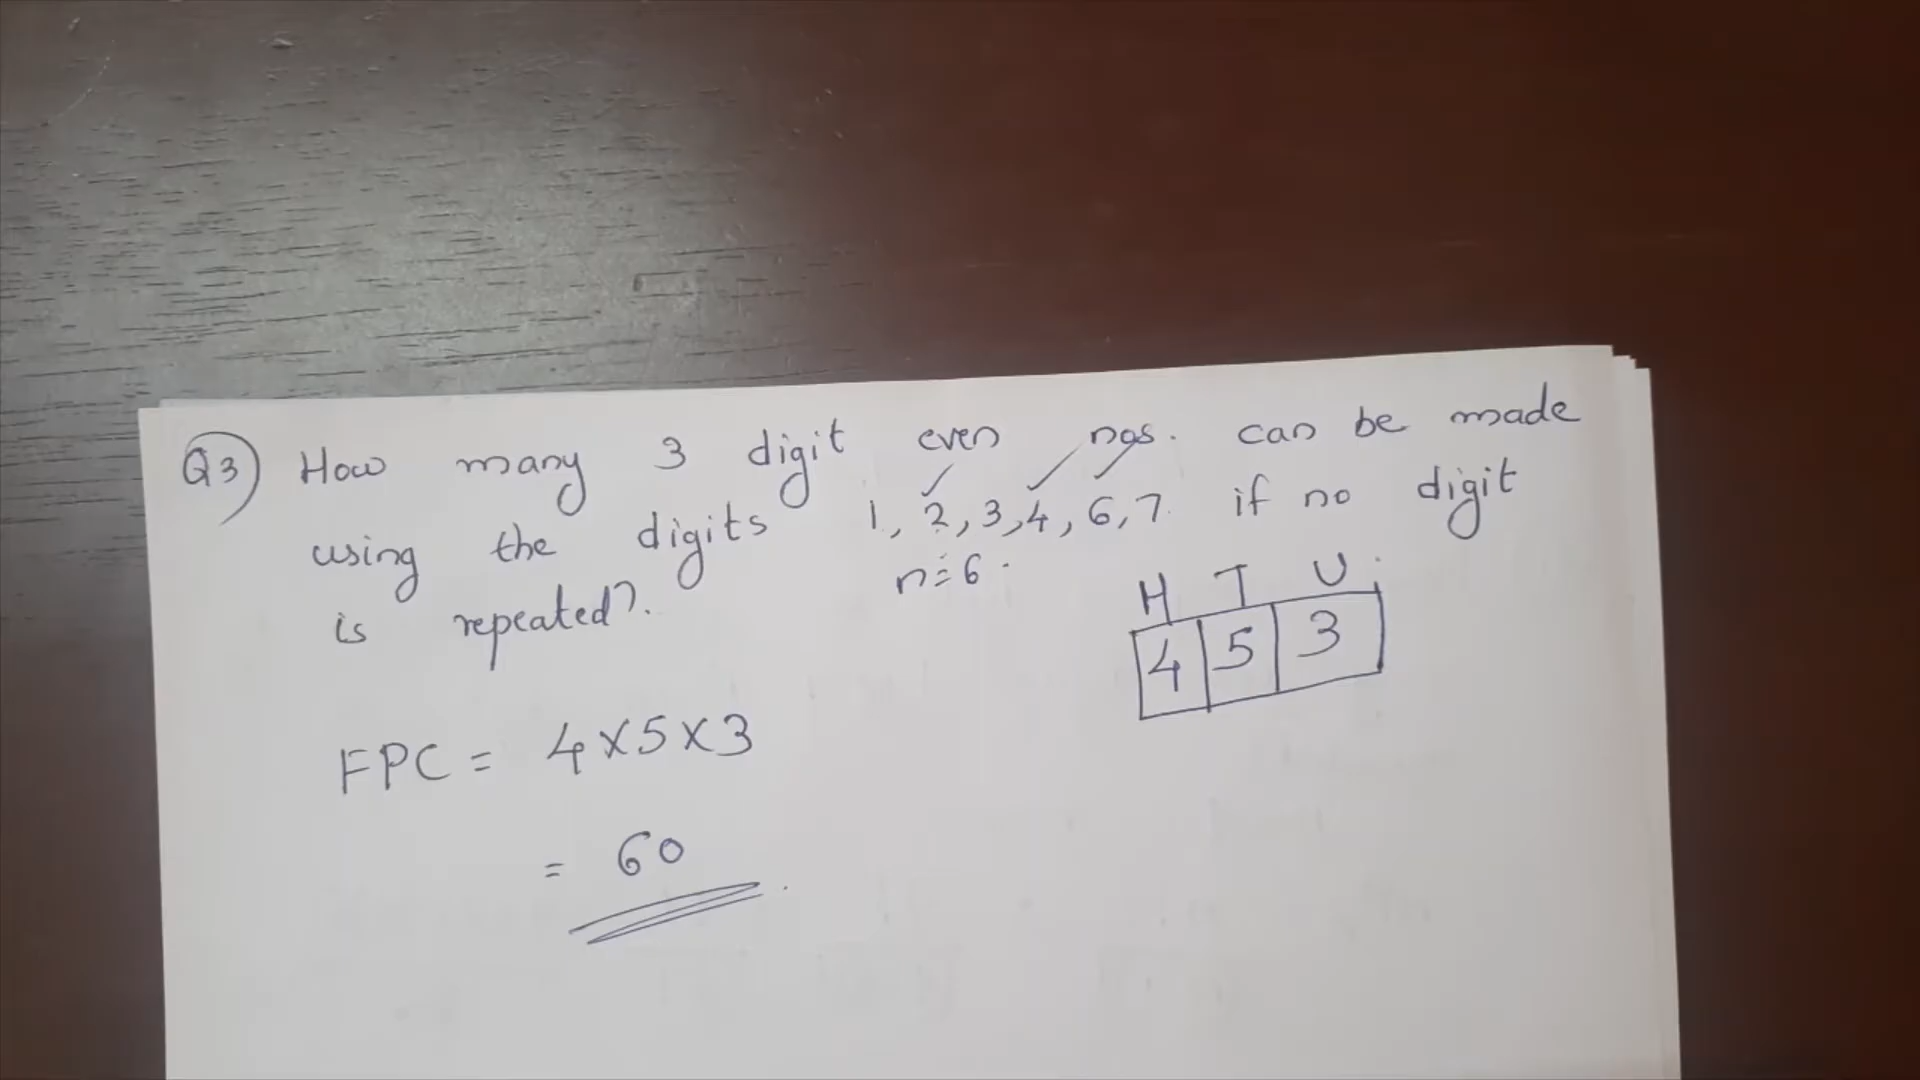 Q3) How many 3 digit even nos. can be made
using the digits 1, 2, 3, 4, 6, 7 if no digit
is repeated?.
n = 6.
H T U
4 5 3
FPC = 4 X 5 X 3
= 60